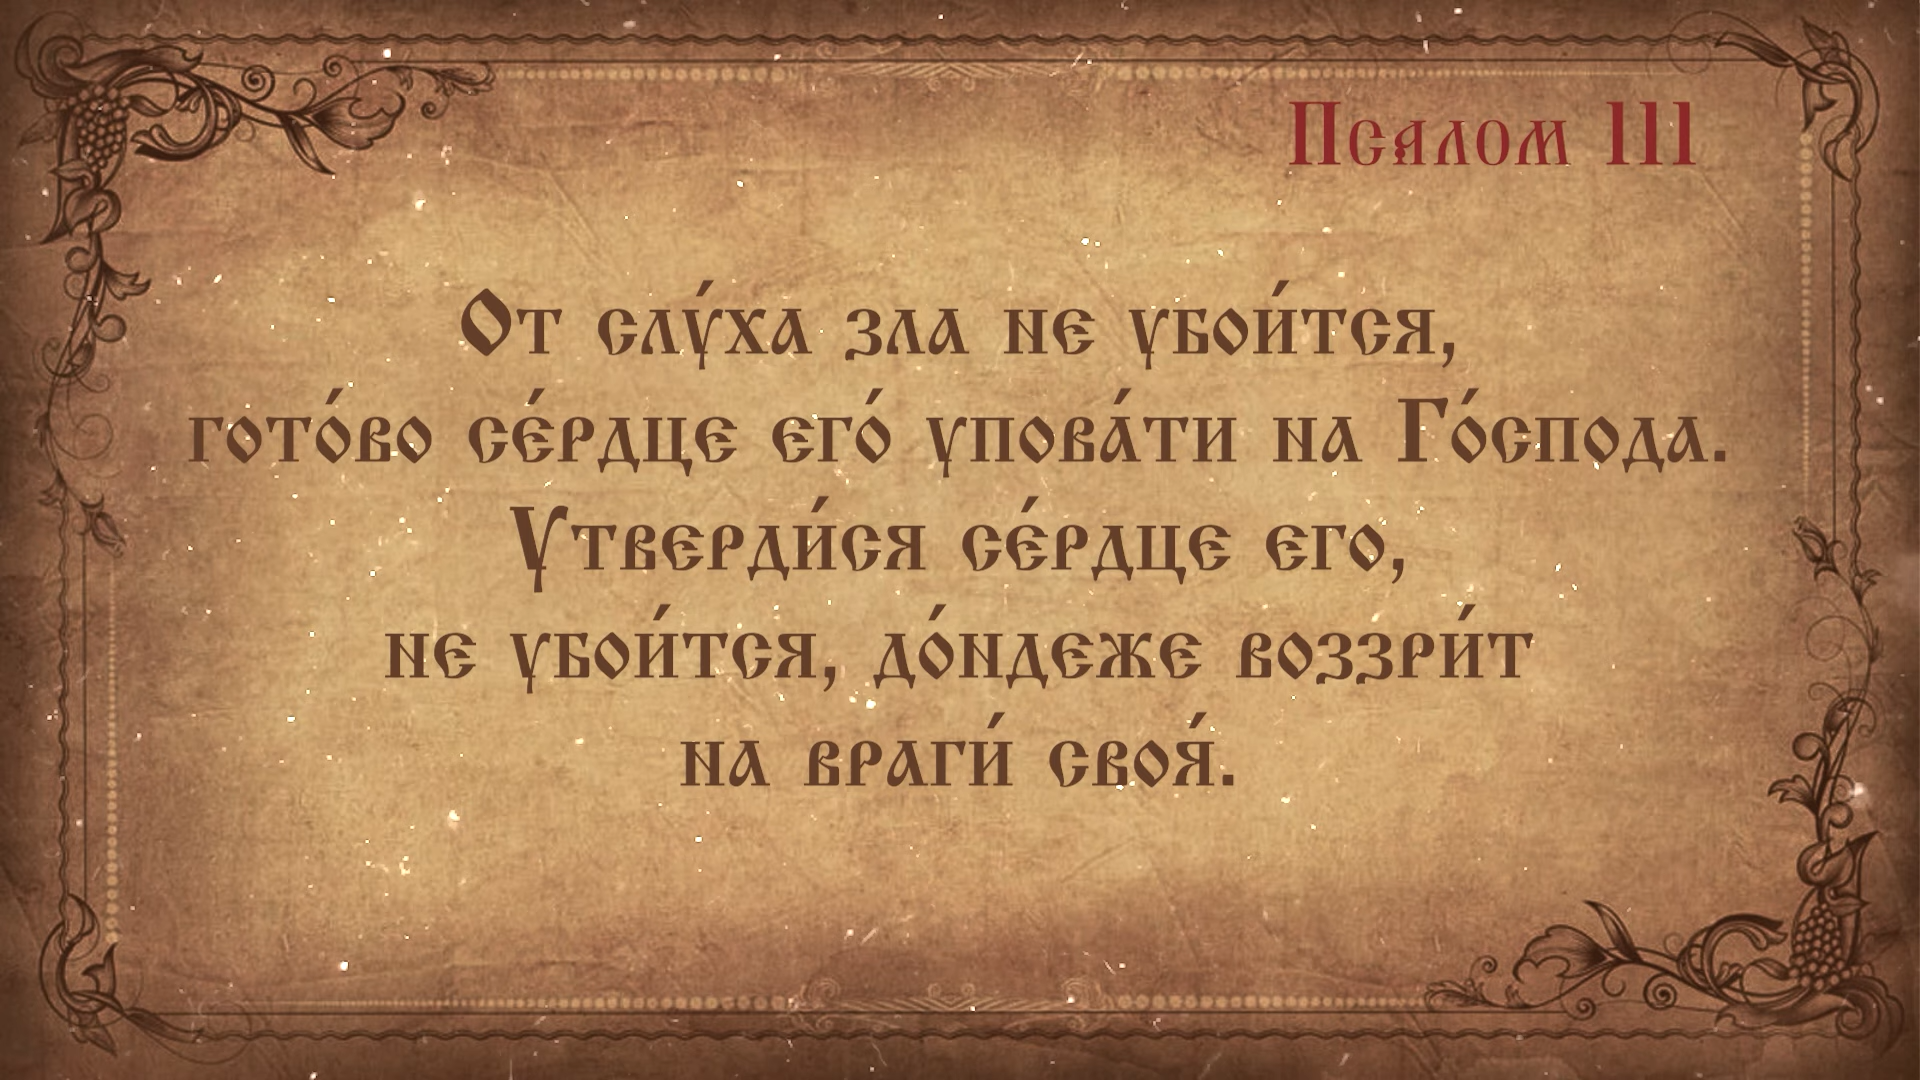 Псалом 111
От слу́ха зла не убои́тся,
гото́во се́рдце его́ упова́ти на Го́спода.
Утверди́ся се́рдце его,
не убои́тся, до́ндеже воззри́т
на враги́ своя́.